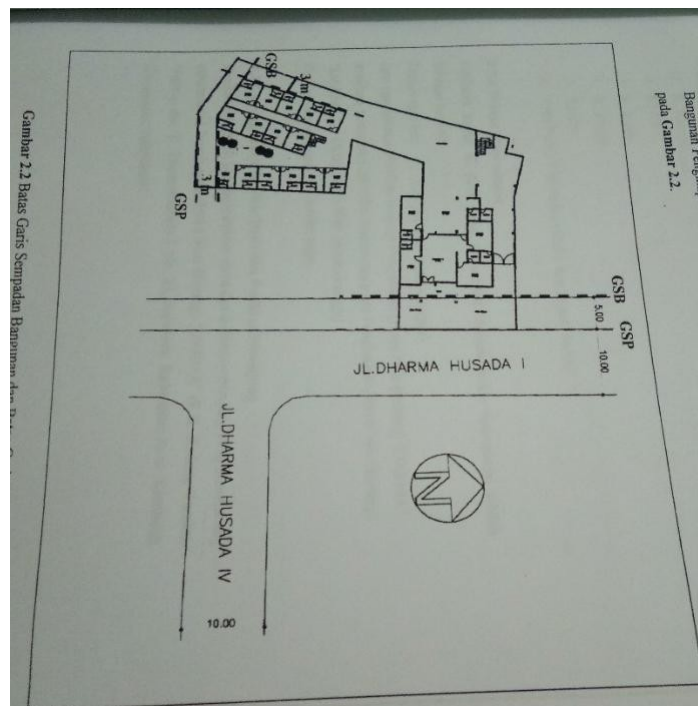 pada Gambar 2.2.
GSB
3 m
3 m
GSP
GSB
GSP
5.00
10.00
JL.DHARMA HUSADA I
JL.DHARMA HUSADA IV
N
10.00
Gambar 2.2 Batas Garis Sempadan Bangunan dan